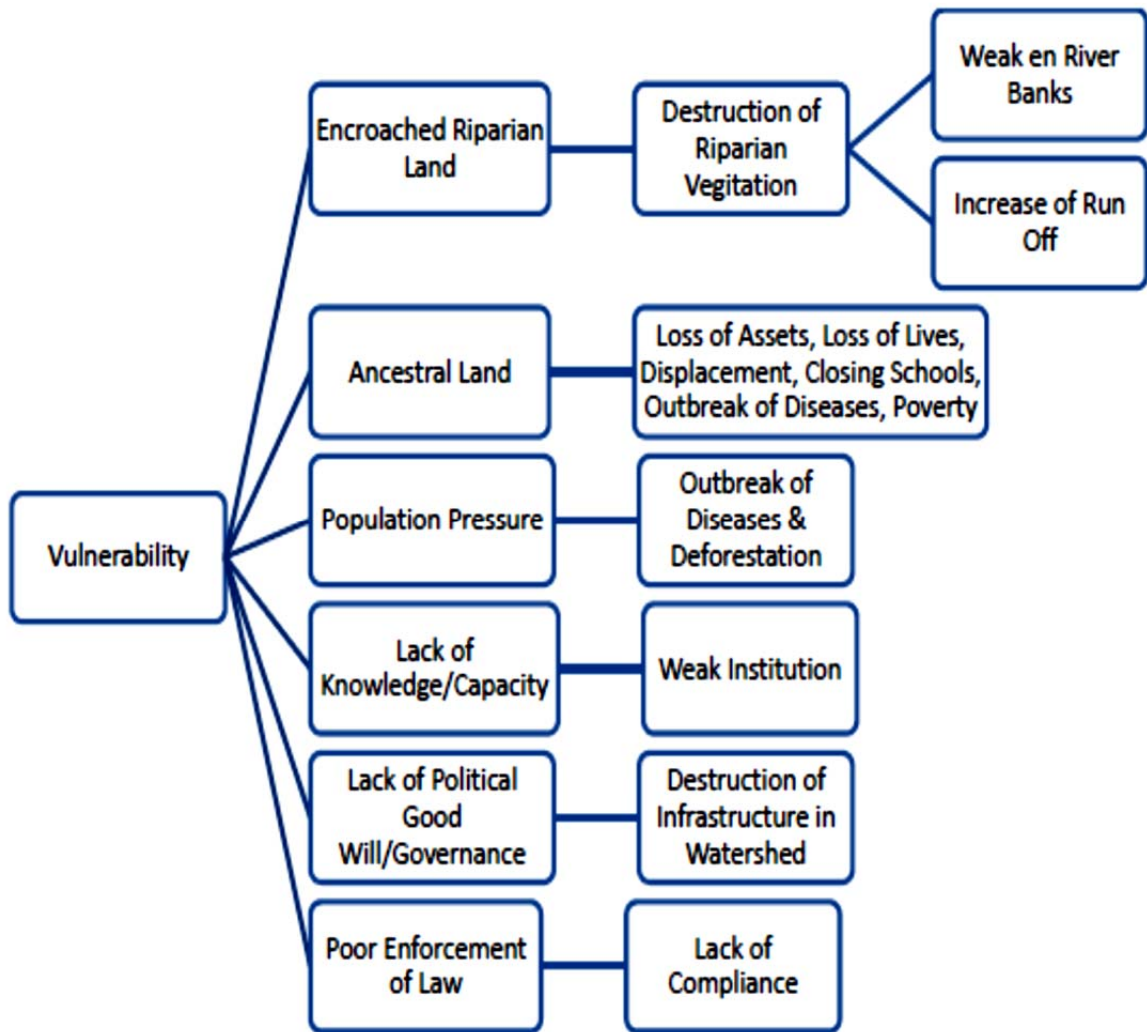 Vulnerability
Encroached Riparian
Land
Destruction of
Riparian
Vegitation
Weak en River
Banks
Increase of Run
Off
Ancestral Land
Loss of Assets, Loss of Lives,
Displacement, Closing Schools,
Outbreak of Diseases, Poverty
Population Pressure
Outbreak of
Diseases &
Deforestation
Lack of
Knowledge/Capacity
Weak Institution
Lack of Political
Good
Will/Governance
Destruction of
Infrastructure in
Watershed
Poor Enforcement
of Law
Lack of
Compliance